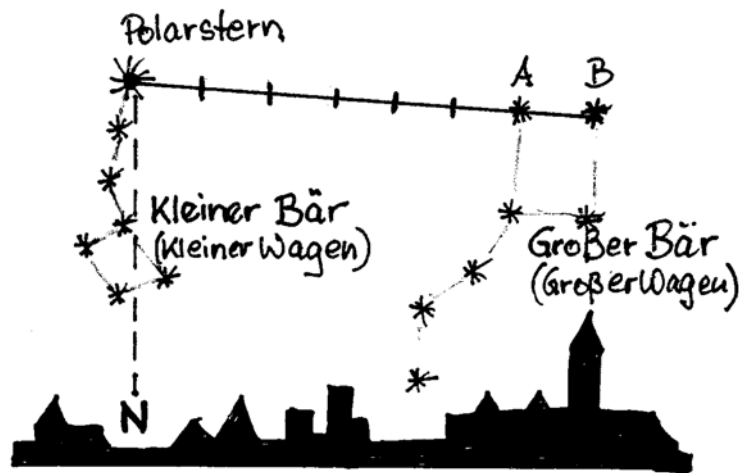 Polarstern
A B
Kleiner Bär
(Kleiner Wagen)
Großer Bär
(Großer Wagen)
N